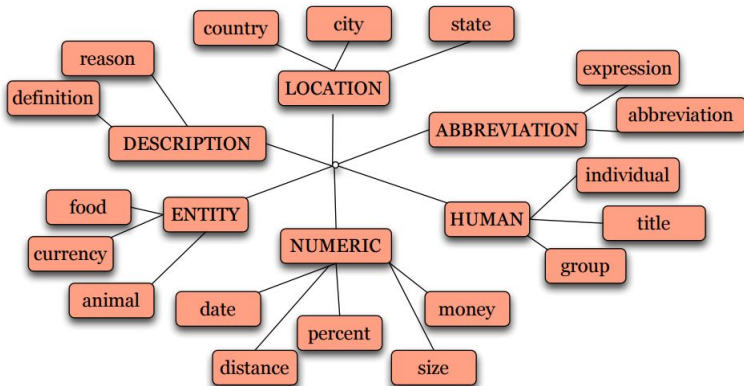 country
city
state
reason
LOCATION
expression
definition
abbreviation
DESCRIPTION
ABBREVIATION
individual
food
ENTITY
HUMAN
title
currency
NUMERIC
group
animal
date
money
percent
distance
size